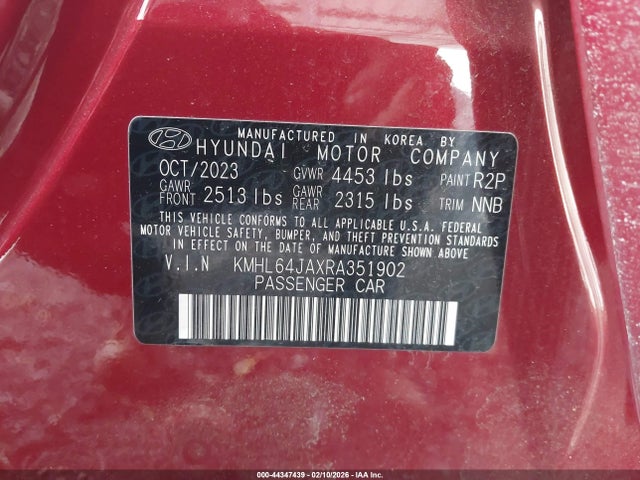 MANUFACTURED IN KOREA BY
HYUNDAI MOTOR COMPANY
OCT/2023 GVWR 4453 lbs PAINT R2P
GAWR FRONT 2513 lbs GAWR REAR 2315 lbs TRIM NNB
THIS VEHICLE CONFORMS TO ALL APPLICABLE U.S.A. FEDERAL
MOTOR VEHICLE SAFETY, BUMPER, AND THEFT PREVENTION STANDARDS
IN EFFECT ON THE DATE OF MANUFACTURE SHOWN ABOVE
V.I.N KMHL64JAXRA351902
PASSENGER CAR
000-44347439 - 02/10/2026 - IAA Inc.